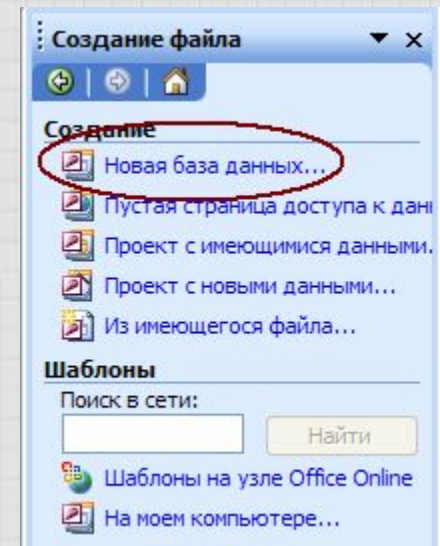 Создание файла
Создание
Новая база данных...
Пустая страница доступа к данн
Проект с имеющимися данными.
Проект с новыми данными...
Из имеющегося файла...
Шаблоны
Поиск в сети:
Найти
Шаблоны на узле Office Online
На моем компьютере...